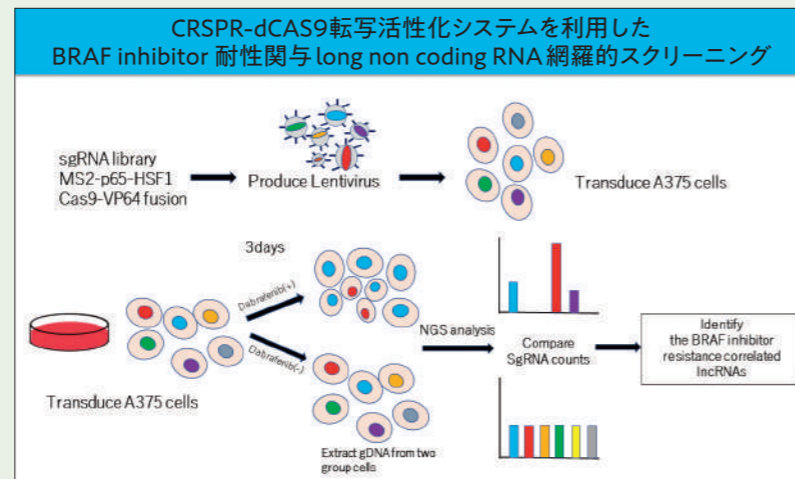 CRSPR-dCAS9転写活性化システムを利用した
BRAF inhibitor 耐性関与 long non coding RNA 網羅的スクリーニング
sgRNA library
MS2-p65-HSF1
Cas9-VP64 fusion
Produce Lentivirus
Transduce A375 cells
3days
Dabrafenib(+)
Dabrafenib(-)
Transduce A375 cells
Extract gDNA from two
group cells
NGS analysis
Compare
SgRNA counts
Identify
the BRAF inhibitor
resistance correlated
lncRNAs